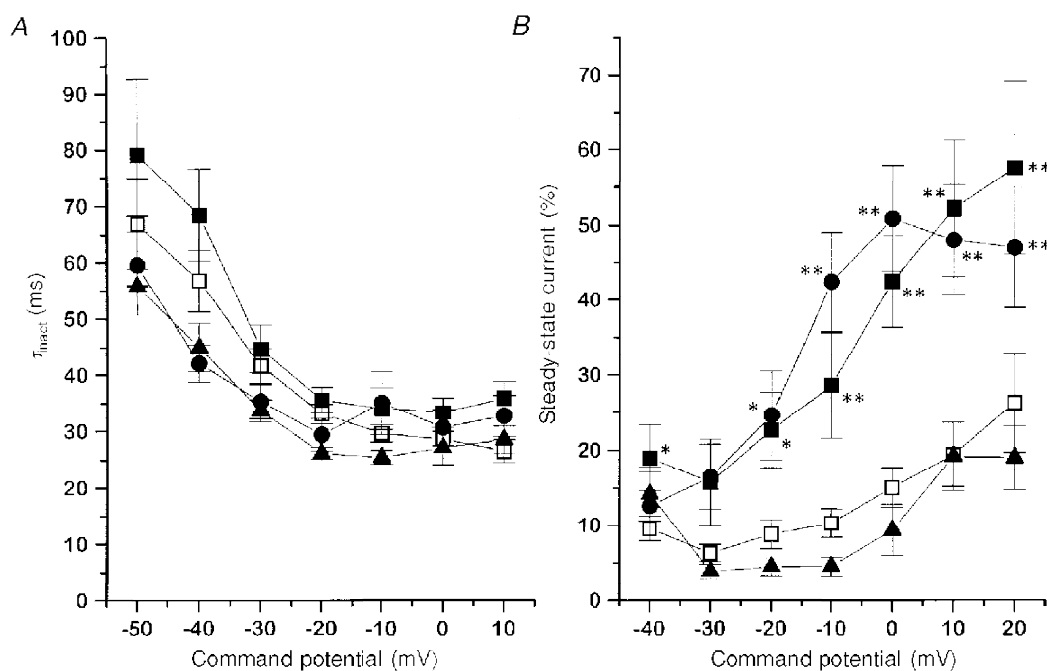 A
B
100
90
80
70
60
50
40
30
20
10
0
τinact (ms)
-50 -40 -30 -20 -10 0 10
Command potential (mV)
70
60
50
40
30
20
10
0
Steady-state current (%)
* * * ** ** ** ** ** ** ** **
-40 -30 -20 -10 0 10 20
Command potential (mV)